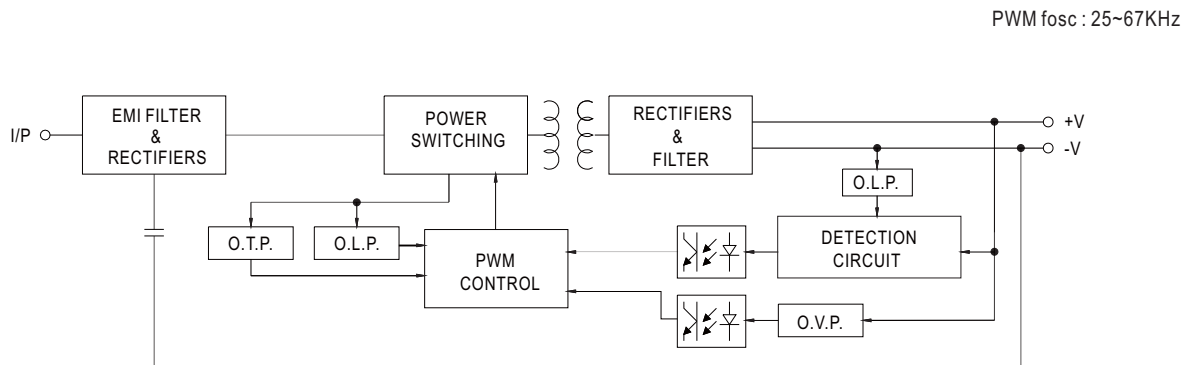 PWM fosc : 25~67KHz
I/P
EMI FILTER
&
RECTIFIERS
POWER
SWITCHING
RECTIFIERS
&
FILTER
+V
-V
O.L.P.
O.T.P.
O.L.P.
PWM
CONTROL
DETECTION
CIRCUIT
O.V.P.